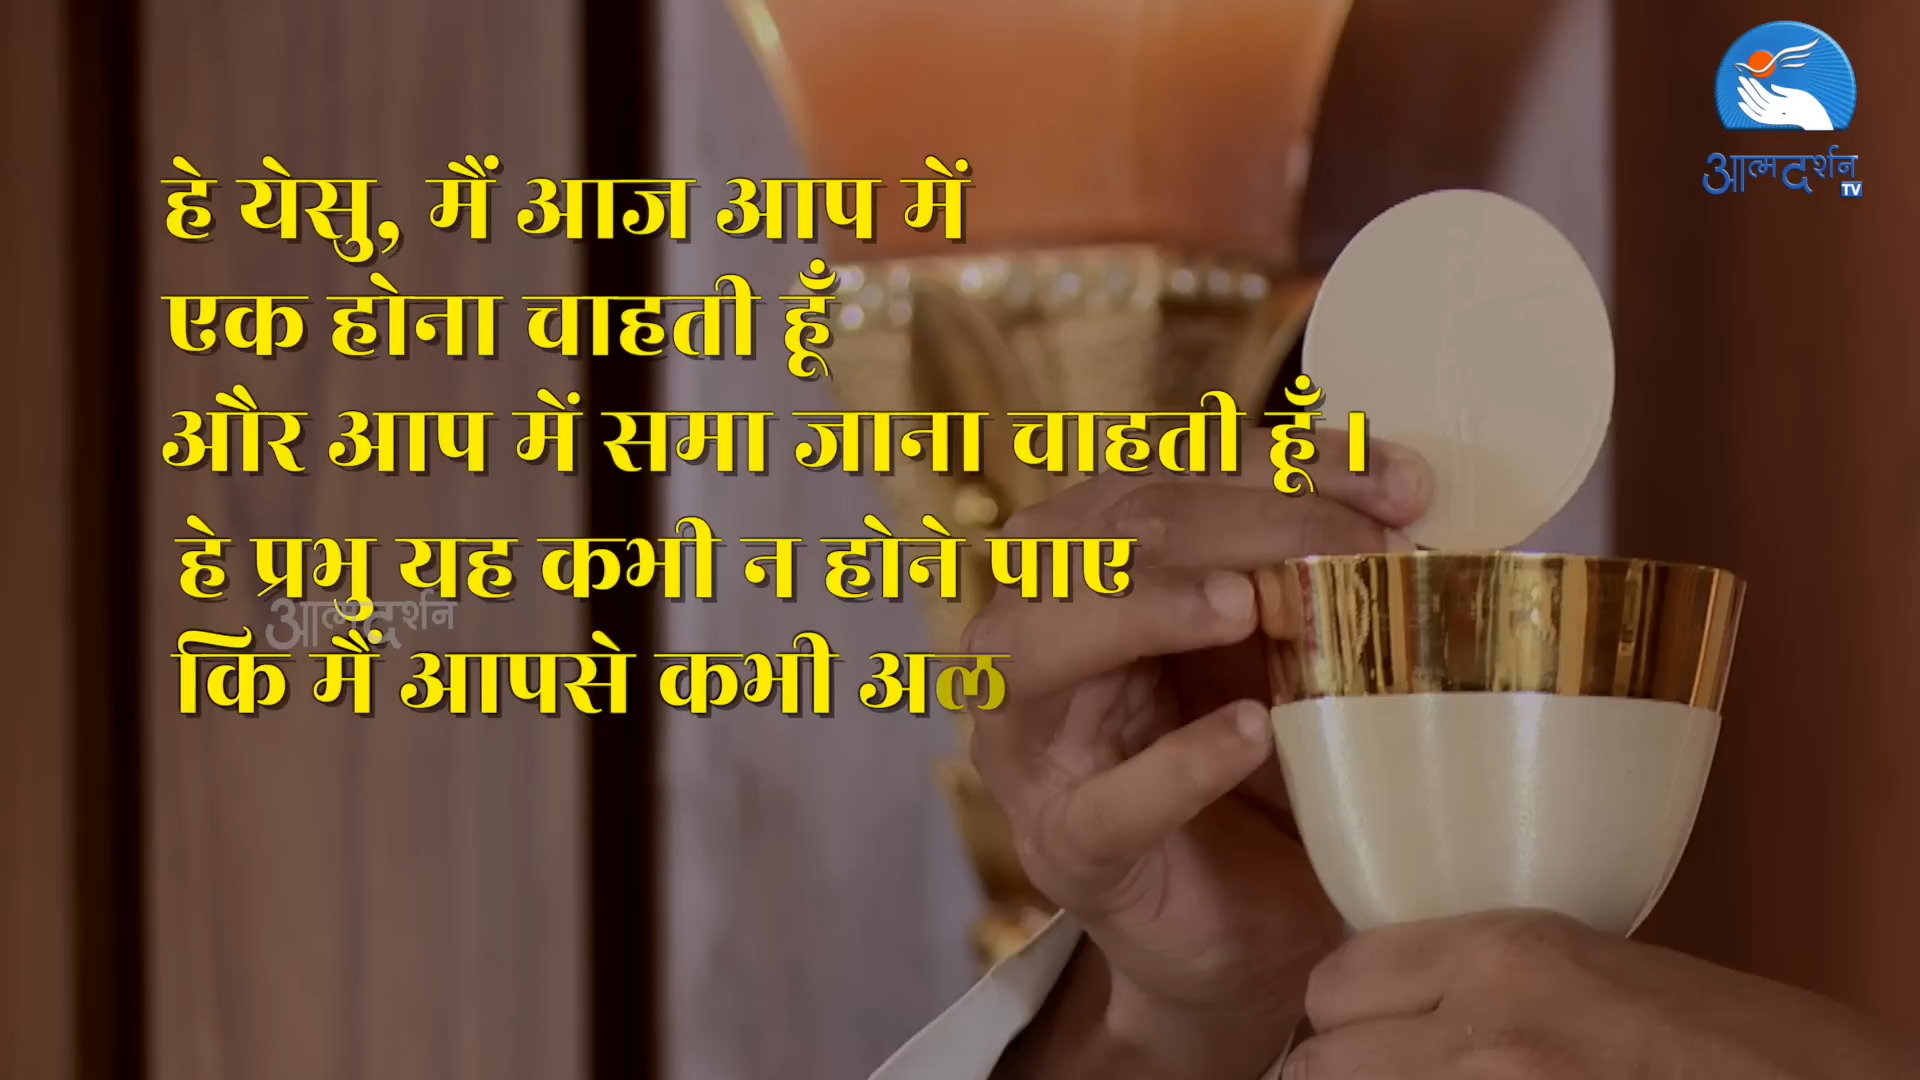 हे येसु, मैं आज आप में
एक होना चाहती हूँ
और आप में समा जाना चाहती हूँ।
हे प्रभु यह कभी न होने पाए
कि मैं आपसे कभी अल
आत्मदर्शन
TV
आत्मदर्शन